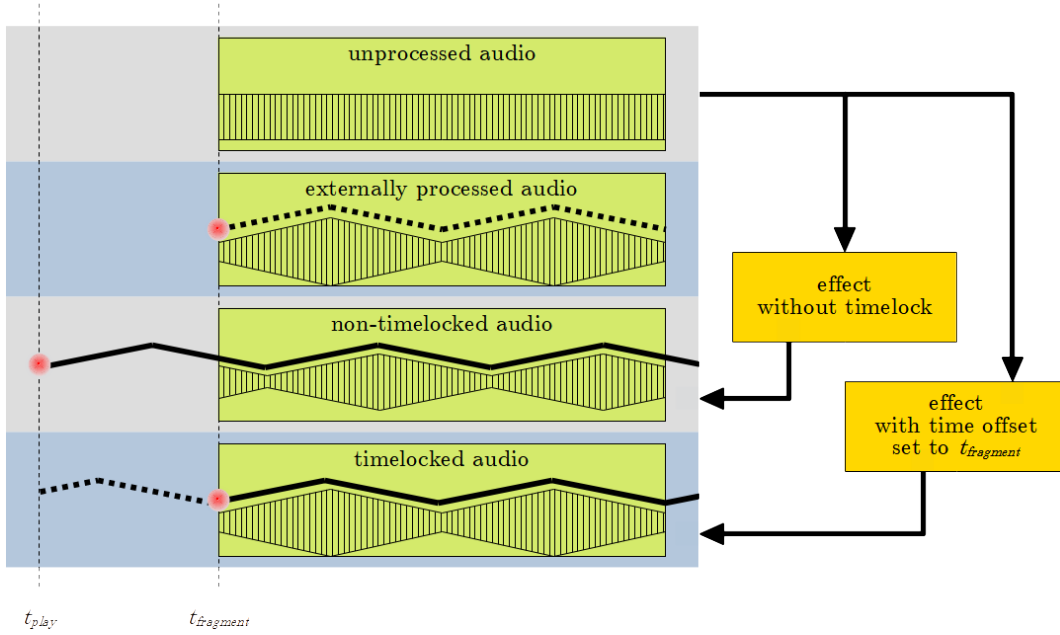 unprocessed audio
externally processed audio
effect
without timelock
non-timelocked audio
effect
with time offset
set to t_fragment
timelocked audio
t_play
t_fragment